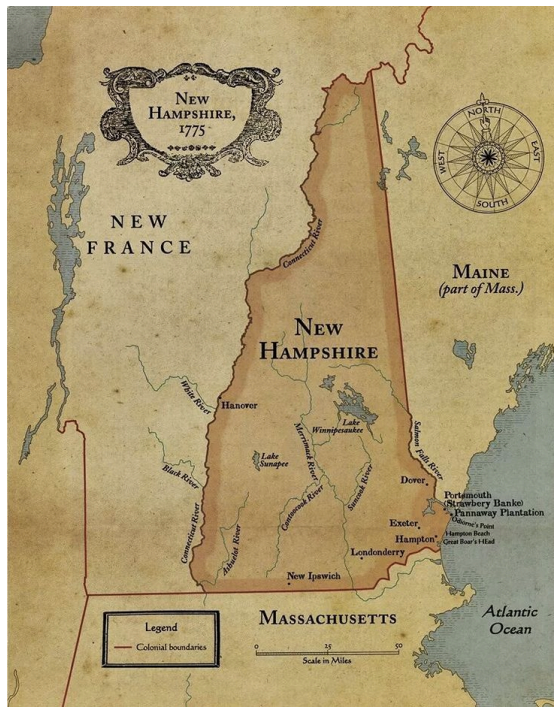 New
Hampshire,
1775
NORTH
EAST
SOUTH
WEST
NEW
FRANCE
Connecticut River
MAINE
(part of Mass.)
NEW
HAMPSHIRE
White River
Hanover
Lake
Winnipesaukee
Merrimack River
Salmon Falls River
Lake
Sunapee
Black River
Suncook River
Contoocook River
Connecticut River
Ashuelot River
Dover
Portsmouth
(Strawbery Banke)
Pannaway Plantation
Odiorne's Point
Exeter
Hampton Beach
Hampton
Great Boar's HEad
Londonderry
New Ipswich
MASSACHUSETTS
Atlantic
Ocean
Legend
Colonial boundaries
0 25 50
Scale in Miles